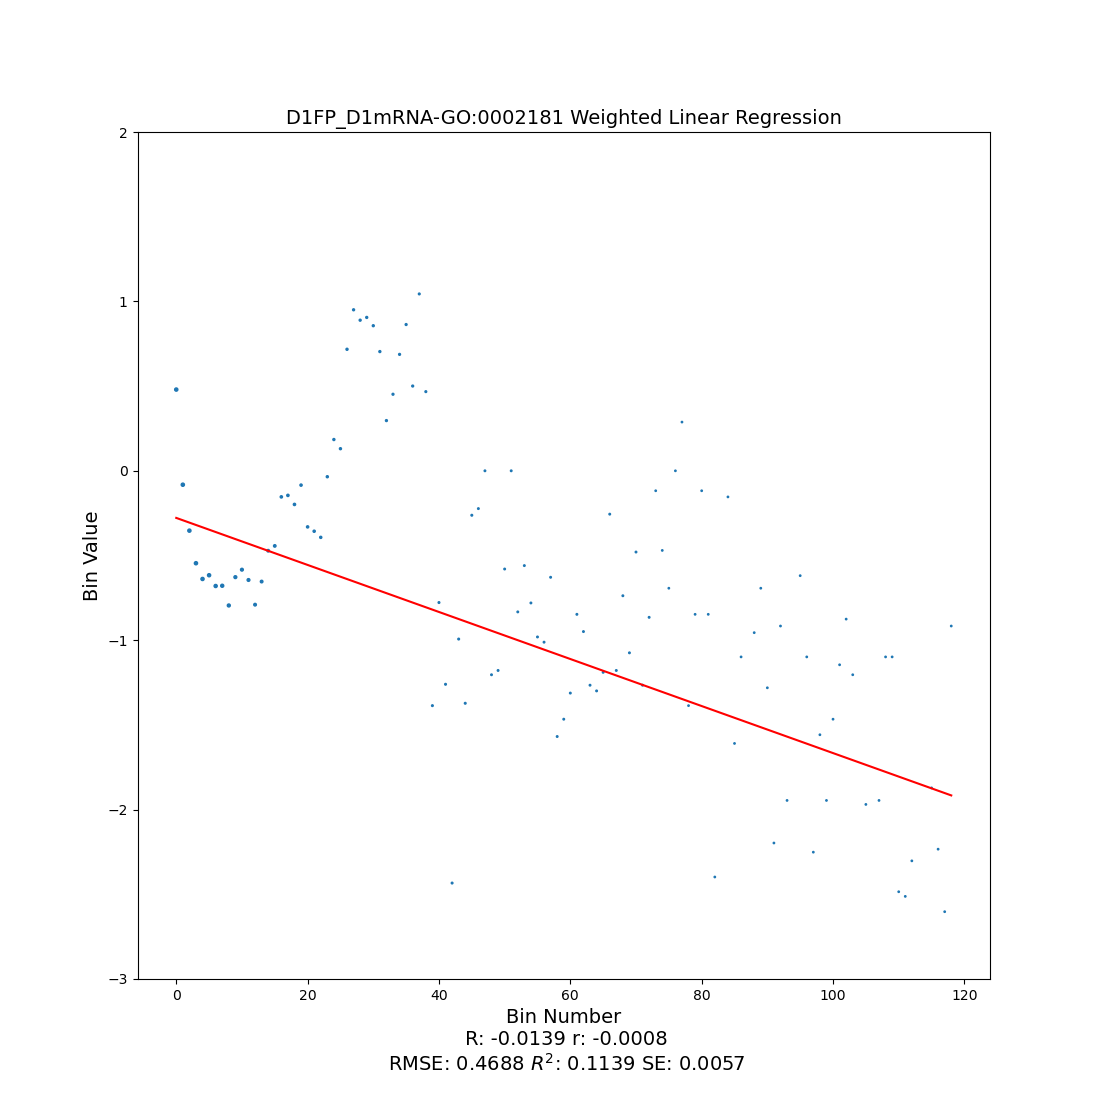 D1FP_D1mRNA-GO:0002181 Weighted Linear Regression
2
1
0
−1
−2
−3
Bin Value
0 20 40 60 80 100 120
Bin Number
R: -0.0139 r: -0.0008
RMSE: 0.4688 R²: 0.1139 SE: 0.0057